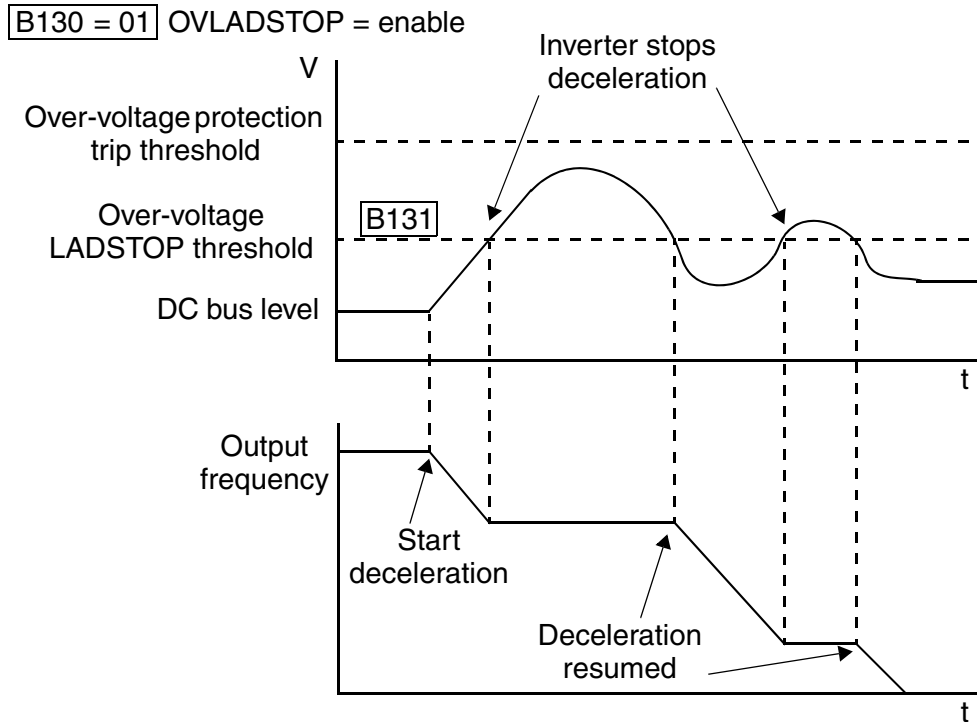 B130 = 01 OVLADSTOP = enable
V
Inverter stops
deceleration
Over-voltage protection
trip threshold
Over-voltage
LADSTOP threshold
B131
DC bus level
t
Output
frequency
Start
deceleration
Deceleration
resumed
t